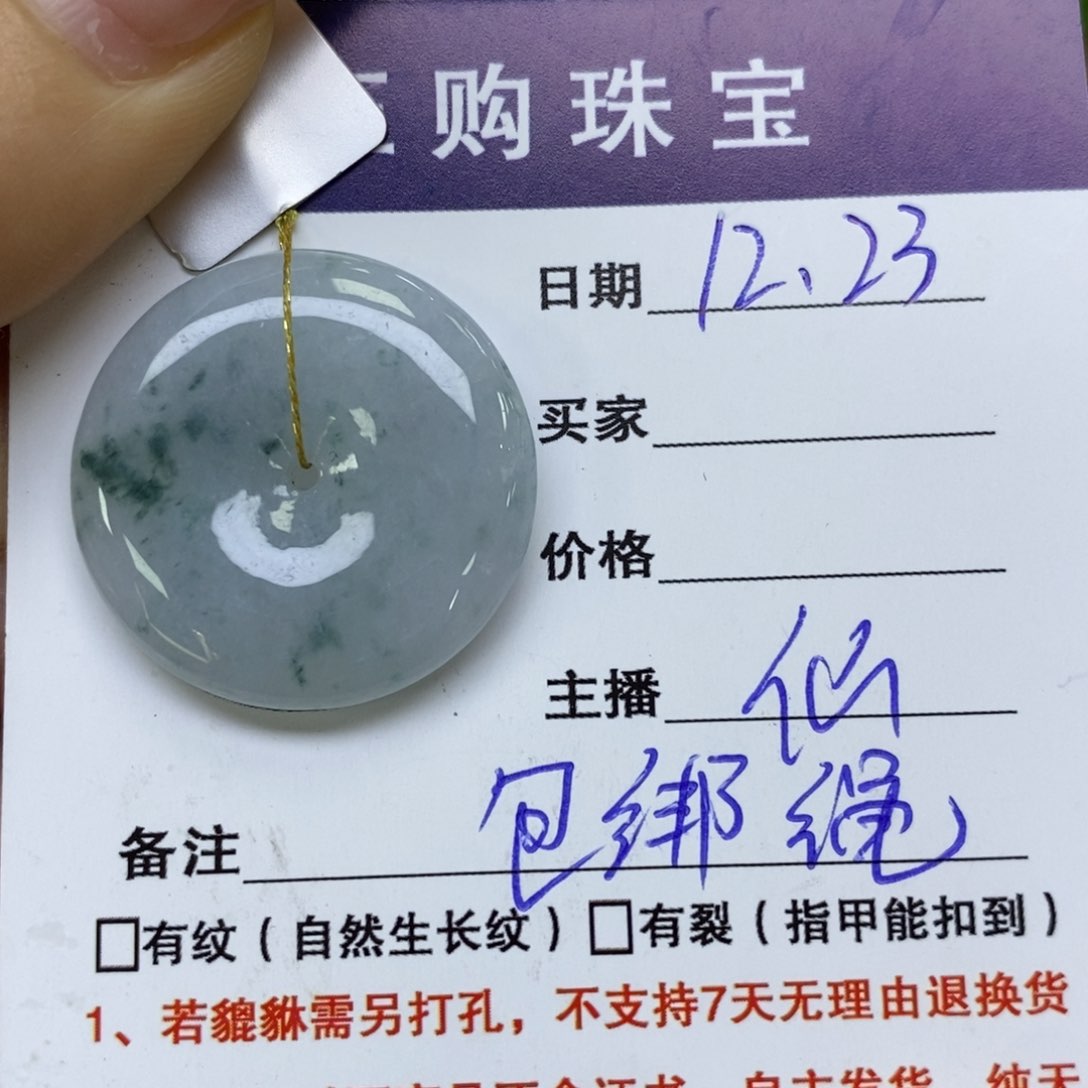 购珠宝
日期 12.23
买家
价格
主播 仙
备注 包绑绳
□有纹（自然生长纹）□有裂（指甲能扣到）
1、若貔貅需另打孔，不支持7天无理由退换货